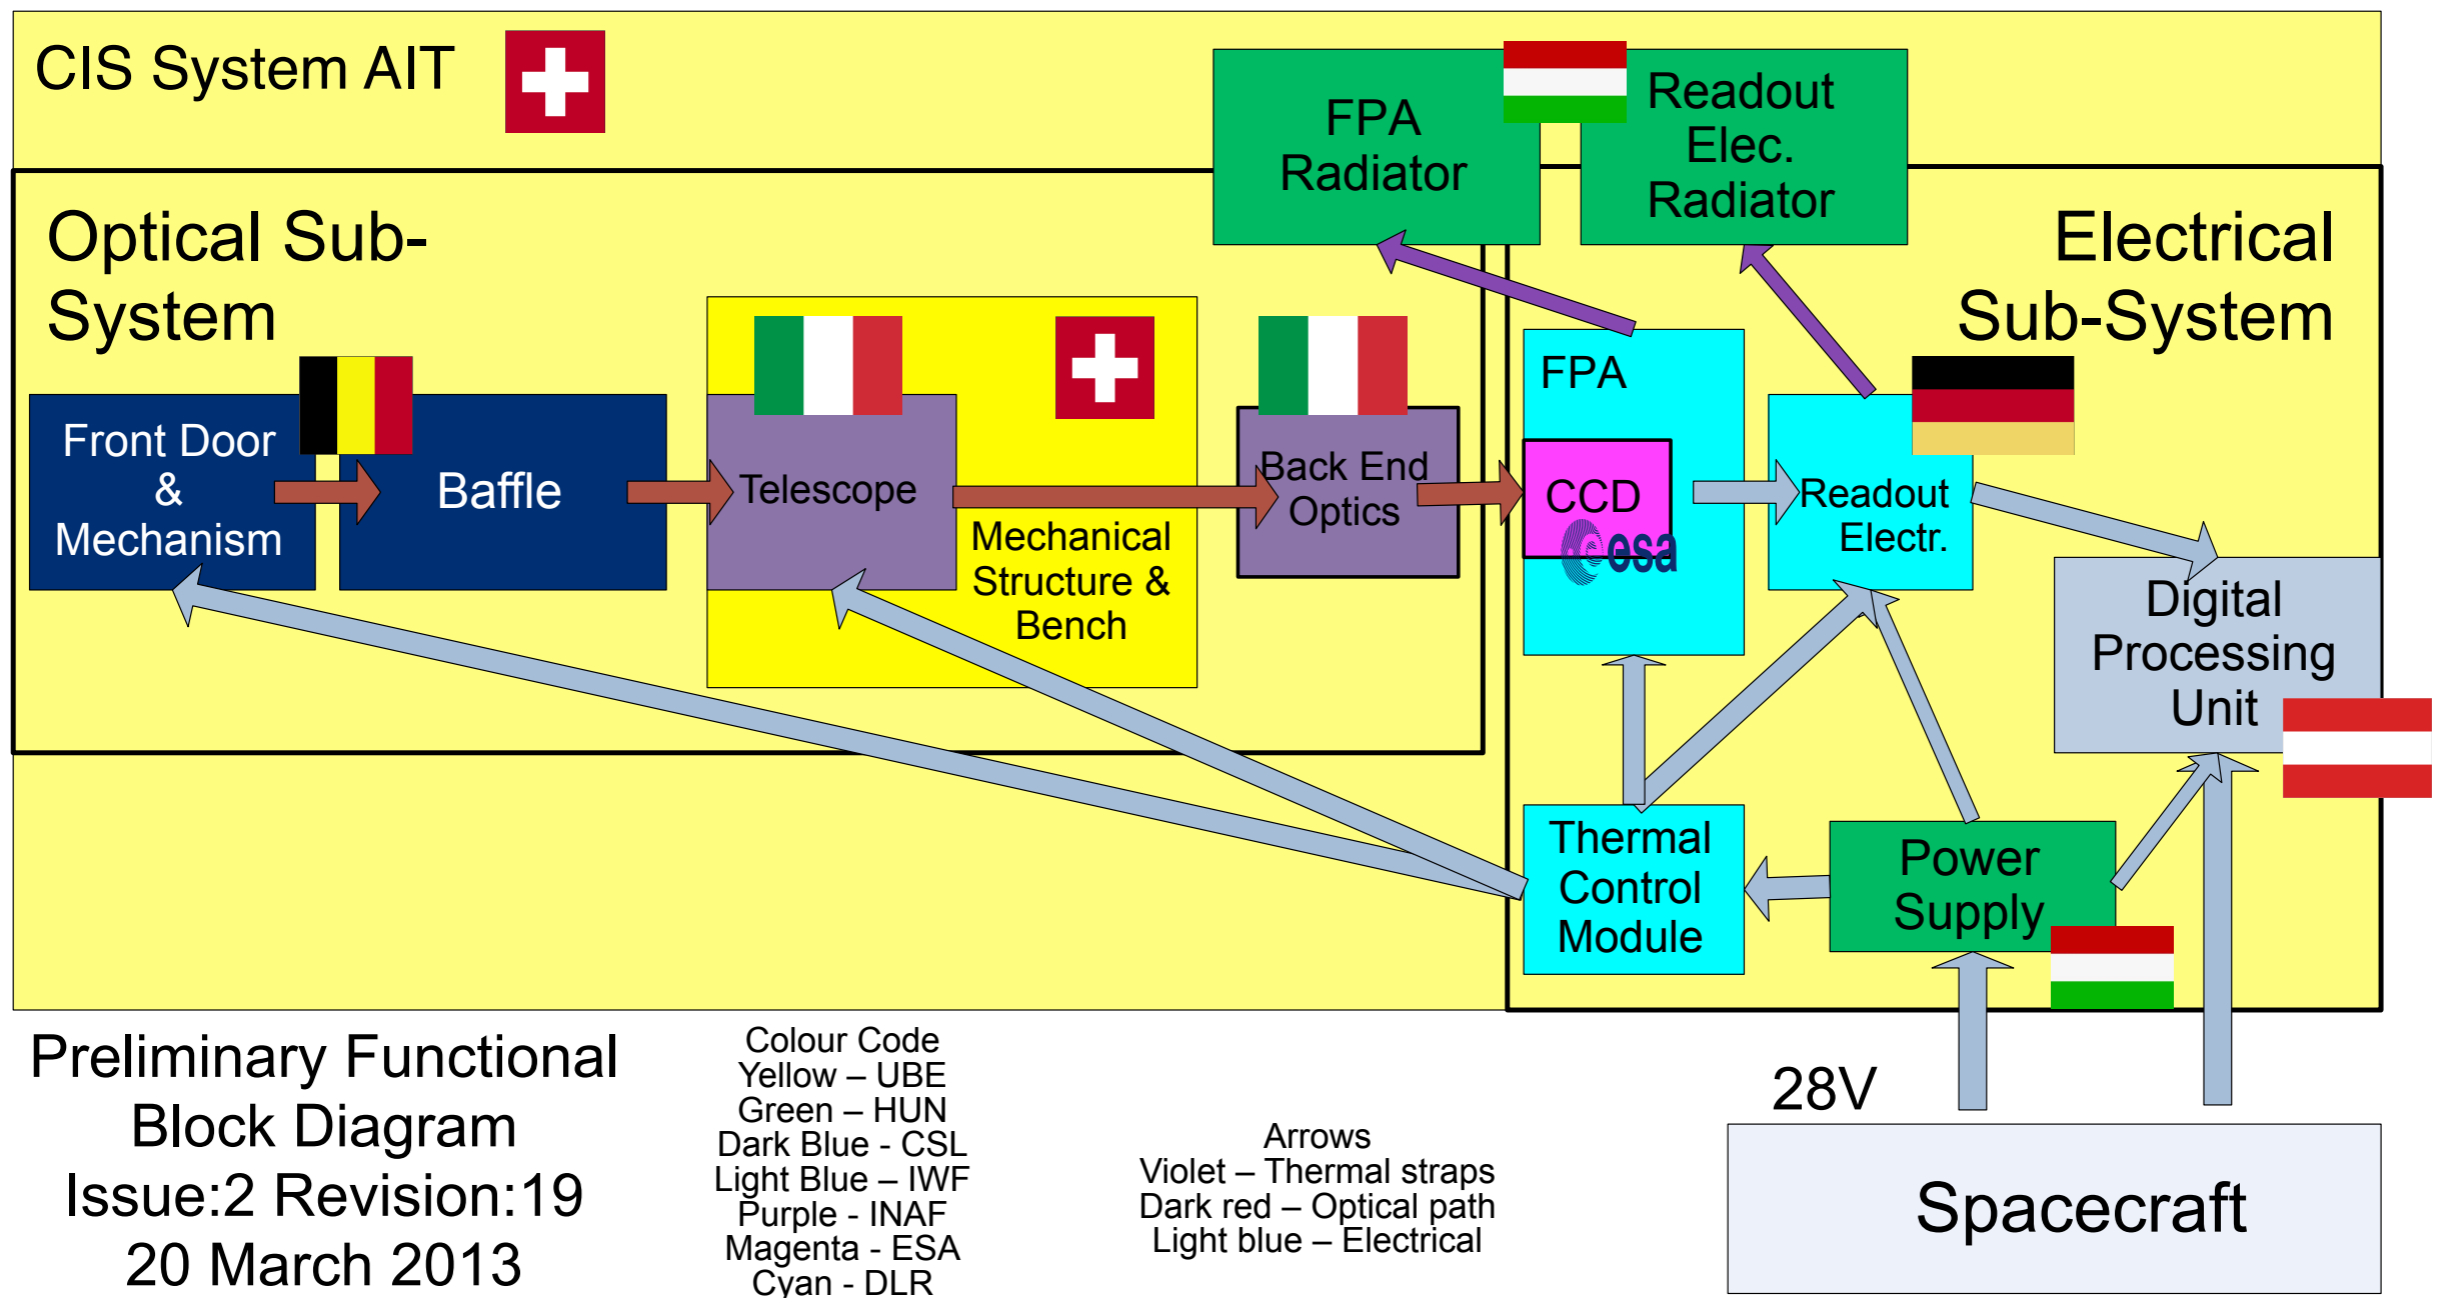 CIS System AIT
FPA
Radiator
Readout
Elec.
Radiator
Optical Sub-
System
Electrical
Sub-System
Front Door
&
Mechanism
Baffle
Telescope
Mechanical
Structure &
Bench
Back End
Optics
FPA
CCD
esa
Readout
Electr.
Digital
Processing
Unit
Thermal
Control
Module
Power
Supply
28V
Spacecraft
Preliminary Functional
Block Diagram
Issue:2 Revision:19
20 March 2013
Colour Code
Yellow – UBE
Green – HUN
Dark Blue - CSL
Light Blue – IWF
Purple - INAF
Magenta - ESA
Cyan - DLR
Arrows
Violet – Thermal straps
Dark red – Optical path
Light blue – Electrical